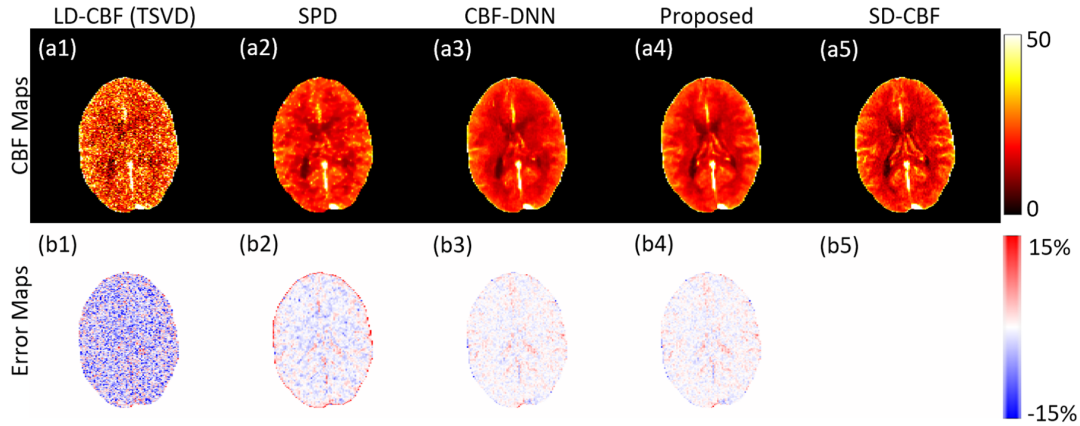 LD-CBF (TSVD) SPD CBF-DNN Proposed SD-CBF
CBF Maps
(a1) (a2) (a3) (a4) (a5)
50
0
Error Maps
(b1) (b2) (b3) (b4) (b5)
15%
-15%